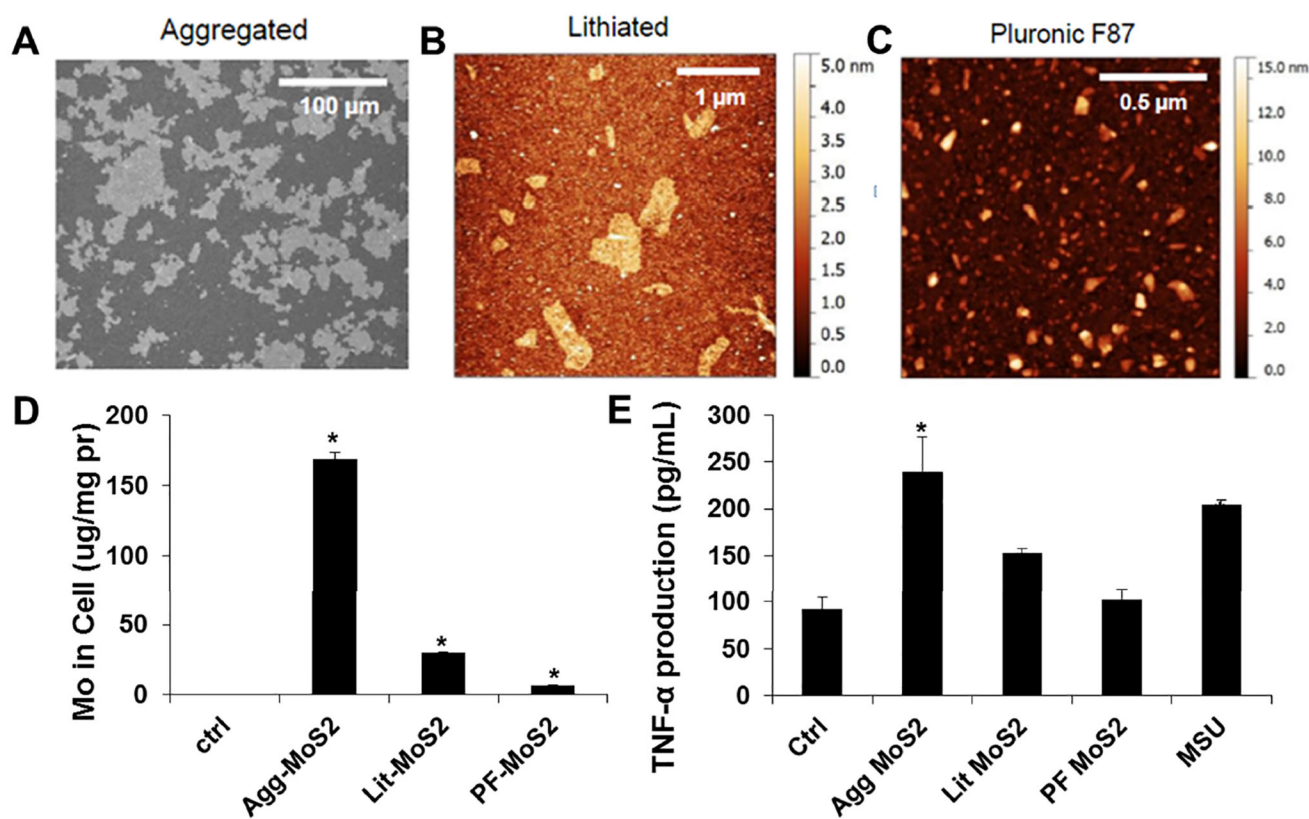 A
Aggregated
100 µm
B
Lithiated
1 µm
5.0 nm
4.0
3.5
3.0
2.5
2.0
1.5
1.0
0.5
0.0
C
Pluronic F87
0.5 µm
15.0 nm
12.0
10.0
8.0
6.0
4.0
2.0
0.0
D
Mo in Cell (ug/mg pr)
200
150
100
50
0
*
*
*
ctrl
Agg-MoS2
Lit-MoS2
PF-MoS2
E
TNF-α production (pg/mL)
300
250
200
150
100
50
0
*
Ctrl
Agg MoS2
Lit MoS2
PF MoS2
MSU